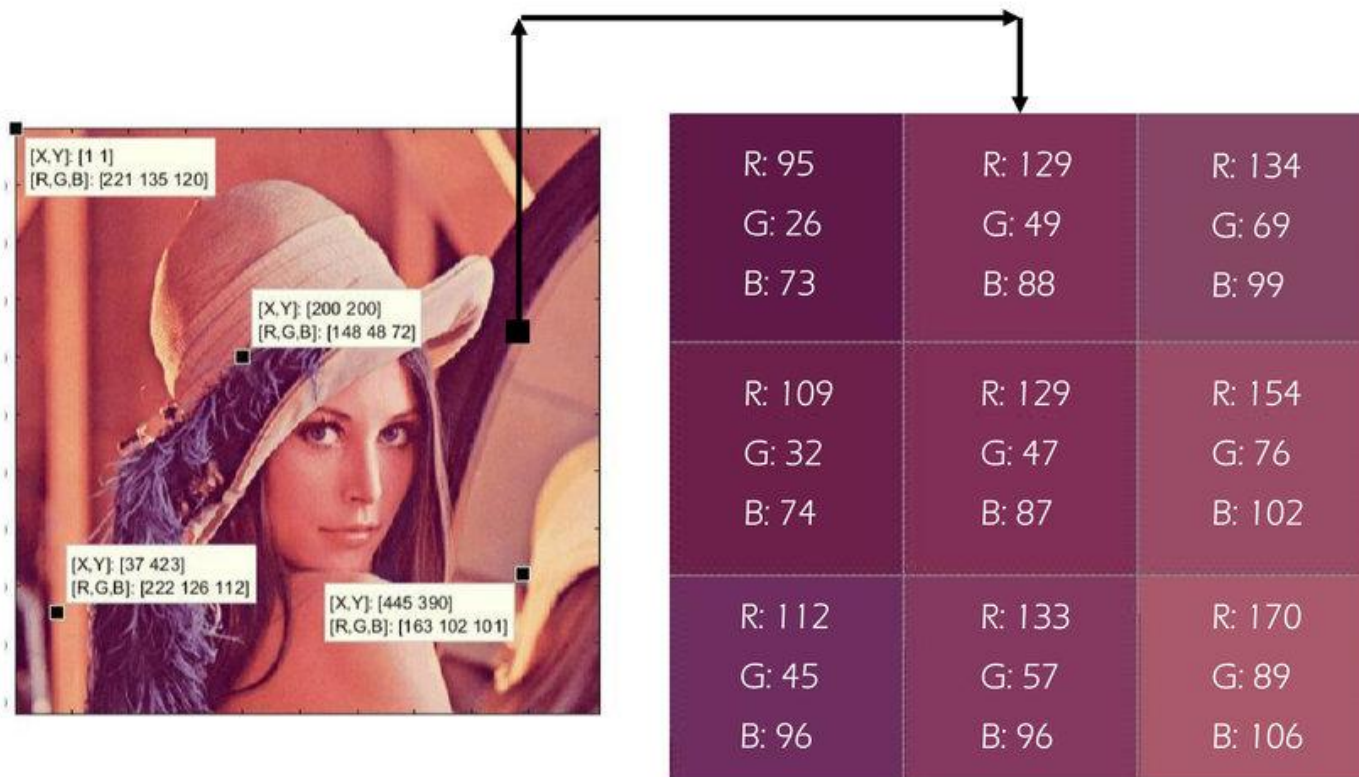 [X,Y]: [1 1]
[R,G,B]: [221 135 120]
[X,Y]: [200 200]
[R,G,B]: [148 48 72]
[X,Y]: [37 423]
[R,G,B]: [222 126 112]
[X,Y]: [445 390]
[R,G,B]: [163 102 101]
R: 95
G: 26
B: 73
R: 129
G: 49
B: 88
R: 134
G: 69
B: 99
R: 109
G: 32
B: 74
R: 129
G: 47
B: 87
R: 154
G: 76
B: 102
R: 112
G: 45
B: 96
R: 133
G: 57
B: 96
R: 170
G: 89
B: 106